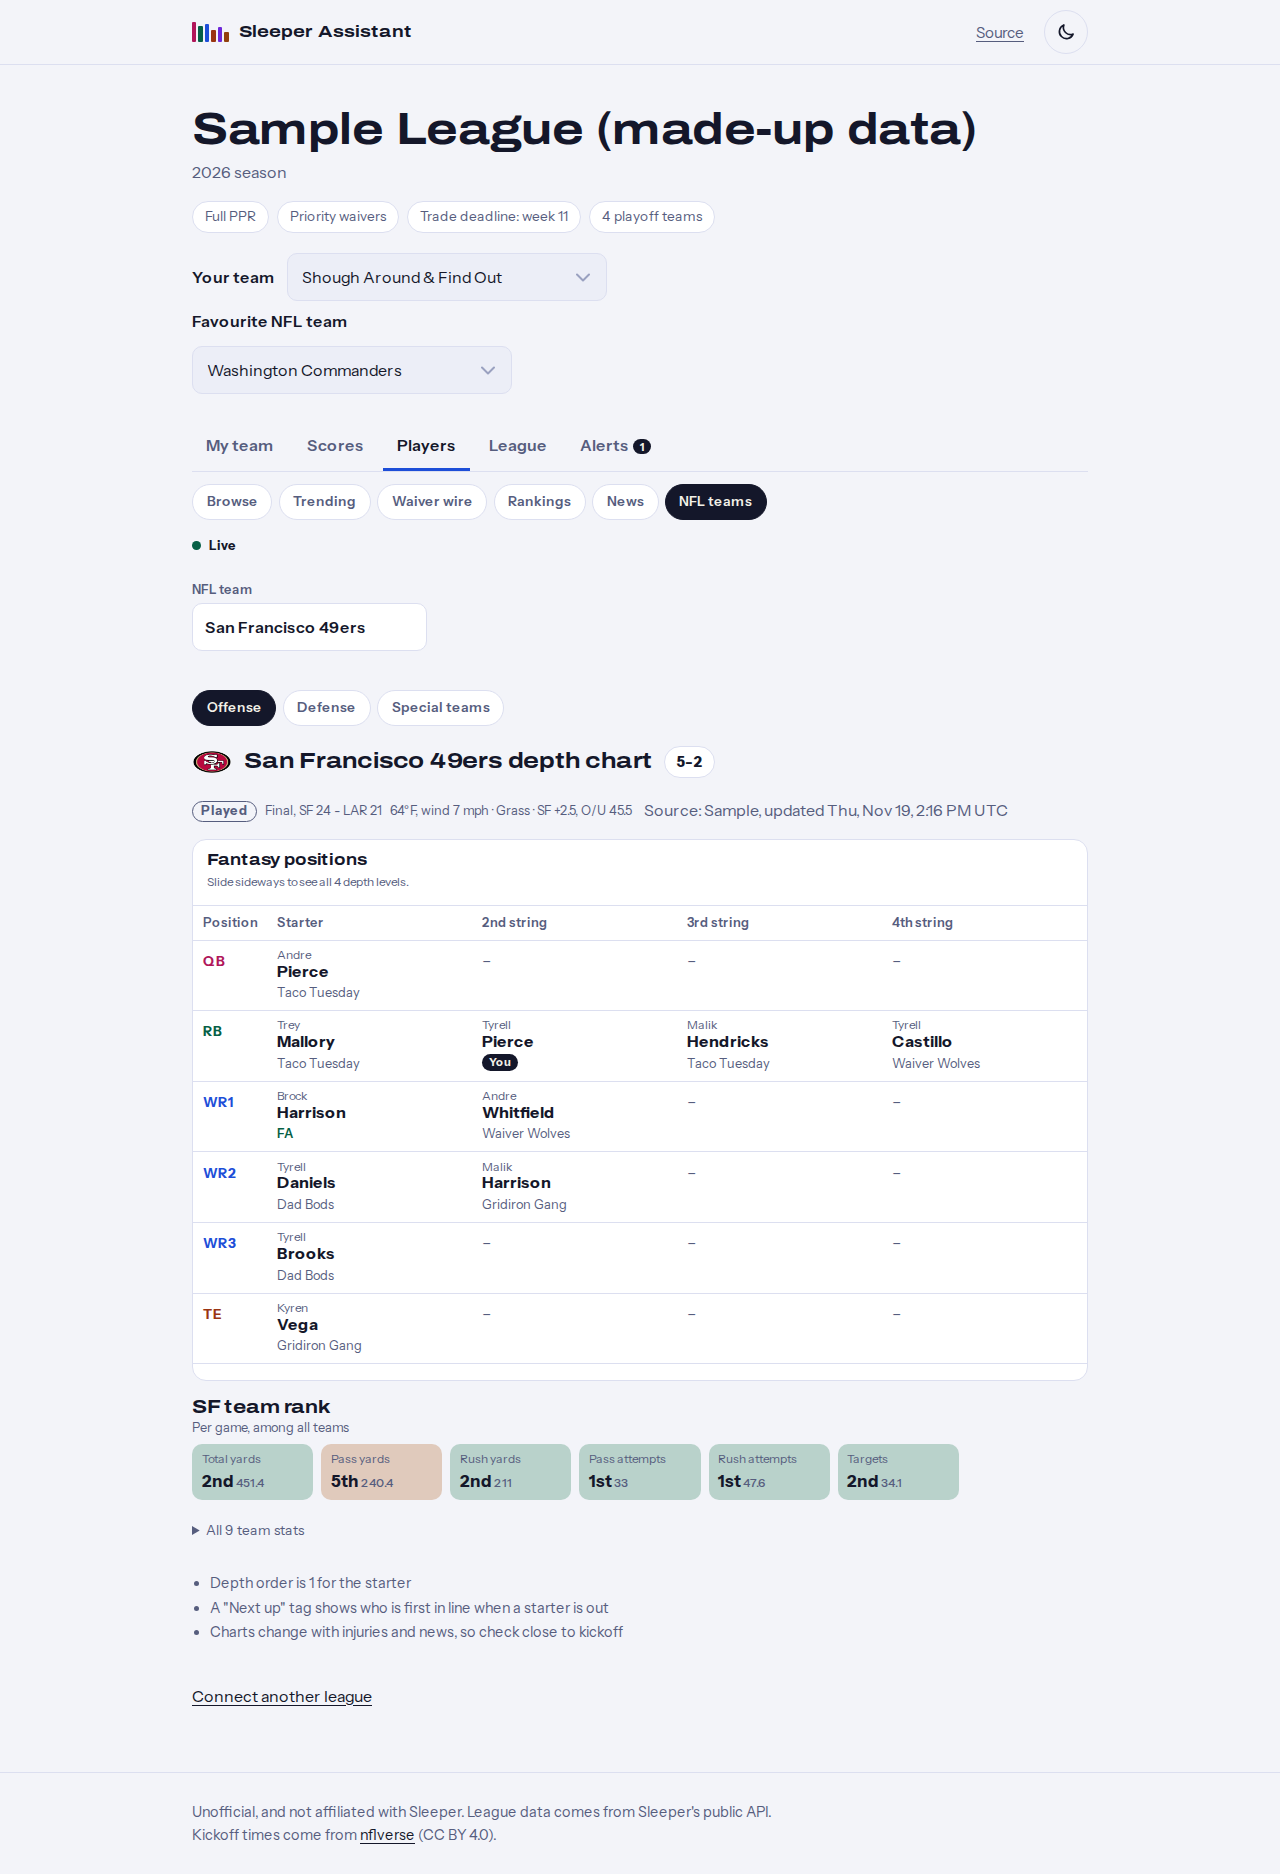 Sleeper Assistant
Source
Sample League (made-up data)
2026 season
Full PPR
Priority waivers
Trade deadline: week 11
4 playoff teams
Your team
Shough Around & Find Out
Favourite NFL team
Washington Commanders
My team
Scores
Players
League
Alerts 1
Browse
Trending
Waiver wire
Rankings
News
NFL teams
Live
NFL team
San Francisco 49ers
Offense
Defense
Special teams
SF
San Francisco 49ers depth chart
5-2
Played
Final, SF 24 - LAR 21
64°F, wind 7 mph · Grass · SF +2.5, O/U 45.5
Source: Sample, updated Thu, Nov 19, 2:16 PM UTC
Fantasy positions
Slide sideways to see all 4 depth levels.
Position Starter 2nd string 3rd string 4th string
QB
Andre
Pierce
Taco Tuesday
–
–
–
RB
Trey
Mallory
Taco Tuesday
Tyrell
Pierce
You
Malik
Hendricks
Taco Tuesday
Tyrell
Castillo
Waiver Wolves
WR1
Brock
Harrison
FA
Andre
Whitfield
Waiver Wolves
–
–
WR2
Tyrell
Daniels
Dad Bods
Malik
Harrison
Gridiron Gang
–
–
WR3
Tyrell
Brooks
Dad Bods
–
–
–
TE
Kyren
Vega
Gridiron Gang
–
–
–
SF team rank
Per game, among all teams
Total yards
2nd 451.4
Pass yards
5th 240.4
Rush yards
2nd 211
Pass attempts
1st 33
Rush attempts
1st 47.6
Targets
2nd 34.1
All 9 team stats
Depth order is 1 for the starter
A "Next up" tag shows who is first in line when a starter is out
Charts change with injuries and news, so check close to kickoff
Connect another league
Unofficial, and not affiliated with Sleeper. League data comes from Sleeper's public API.
Kickoff times come from nflverse (CC BY 4.0).